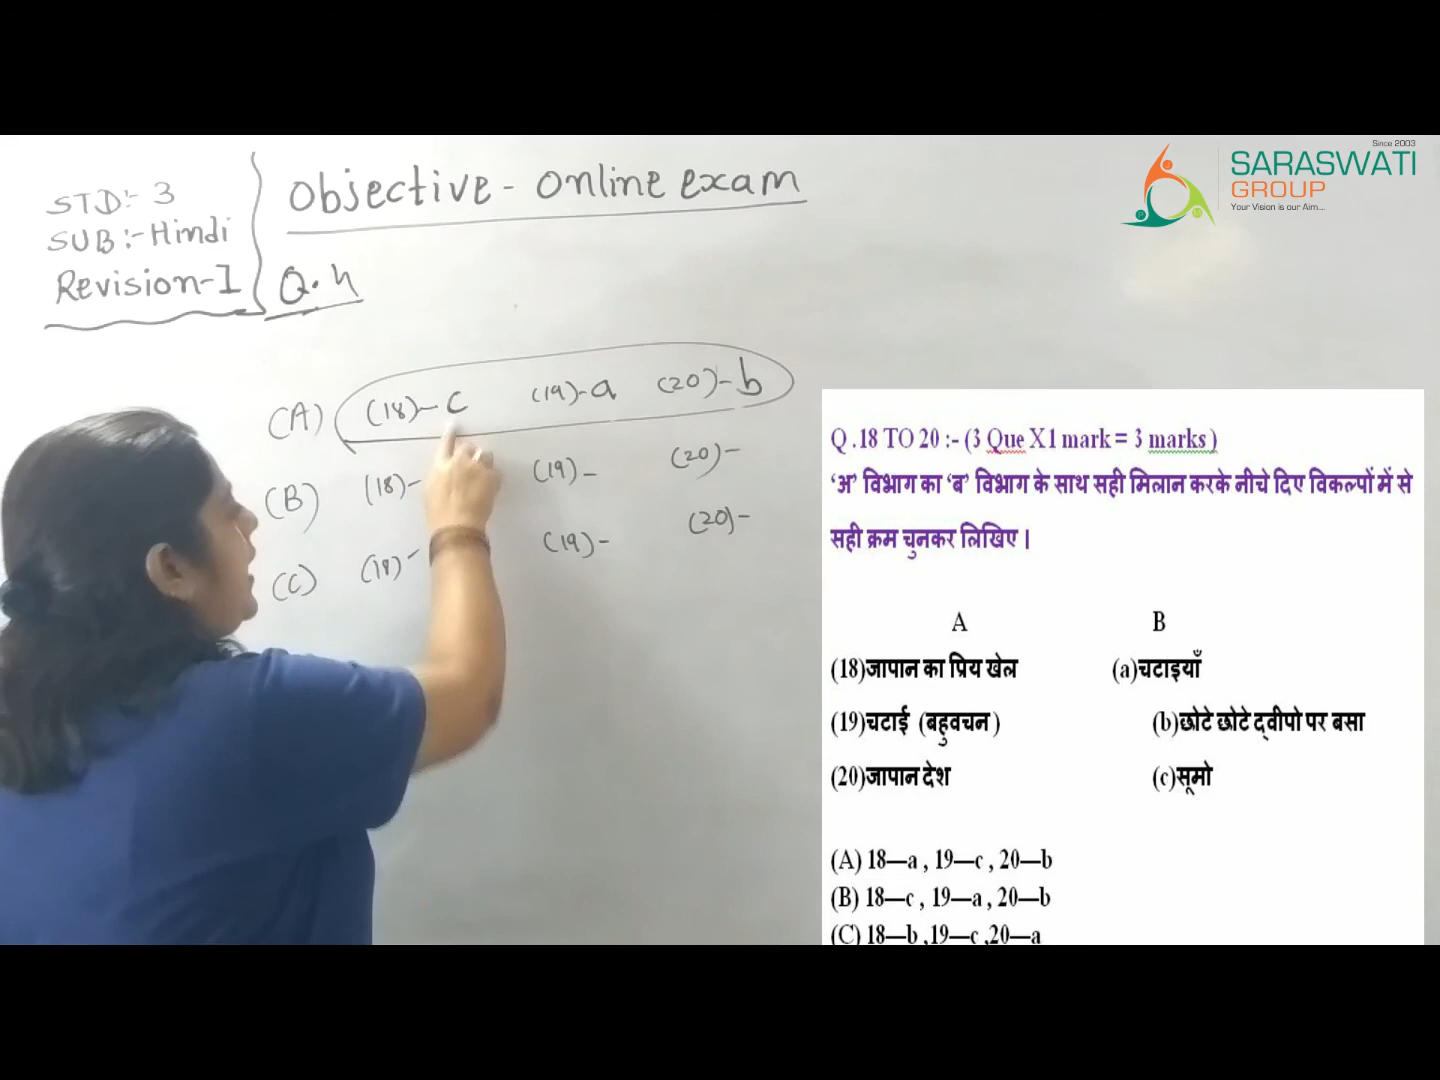 STD:- 3
SUB:- Hindi
Revision-I
Objective - Online exam
Q.4
(A) (18)- c (19)- a (20)- b
(B) (18)- (19)- (20)-
(C) (18)- (19)- (20)-
Since 2003
SARASWATI
GROUP
Your Vision is our Aim...
Q .18 TO 20 :- (3 Que X1 mark = 3 marks )
‘अ’ विभाग का ‘ब’ विभाग के साथ सही मिलान करके नीचे दिए विकल्पों में से
सही क्रम चुनकर लिखिए ।
A B
(18)जापान का प्रिय खेल (a)चटाइयाँ
(19)चटाई (बहुवचन ) (b)छोटे छोटे द्वीपो पर बसा
(20)जापान देश (c)सूमो
(A) 18—a , 19—c , 20—b
(B) 18—c , 19—a , 20—b
(C) 18—b ,19—c ,20—a